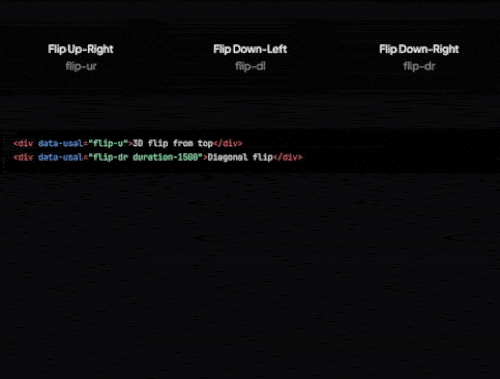 Flip Up-Right Flip Down-Left Flip Down-Right
flip-ur flip-dl flip-dr
<div data-usal="flip-u">3D flip from top</div>
<div data-usal="flip-dr duration-1500">Diagonal flip</div>